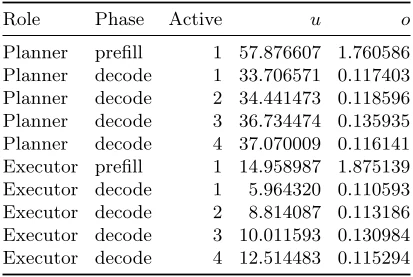 Role Phase Active u o
Planner prefill 1 57.876607 1.760586
Planner decode 1 33.706571 0.117403
Planner decode 2 34.441473 0.118596
Planner decode 3 36.734474 0.135935
Planner decode 4 37.070009 0.116141
Executor prefill 1 14.958987 1.875139
Executor decode 1 5.964320 0.110593
Executor decode 2 8.814087 0.113186
Executor decode 3 10.011593 0.130984
Executor decode 4 12.514483 0.115294